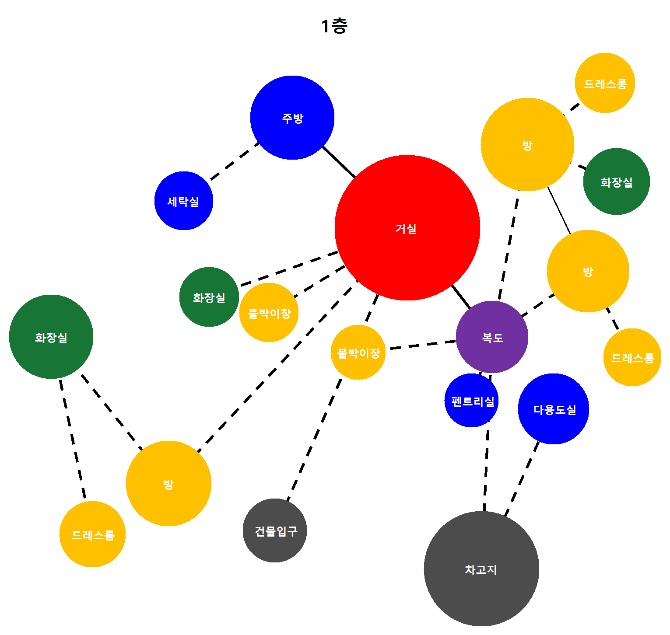 1층
드레스룸
주방
방
화장실
세탁실
거실
방
화장실
붙박이장
화장실
복도
붙박이장
드레스룸
펜트리실
다용도실
방
드레스룸
건물입구
차고지